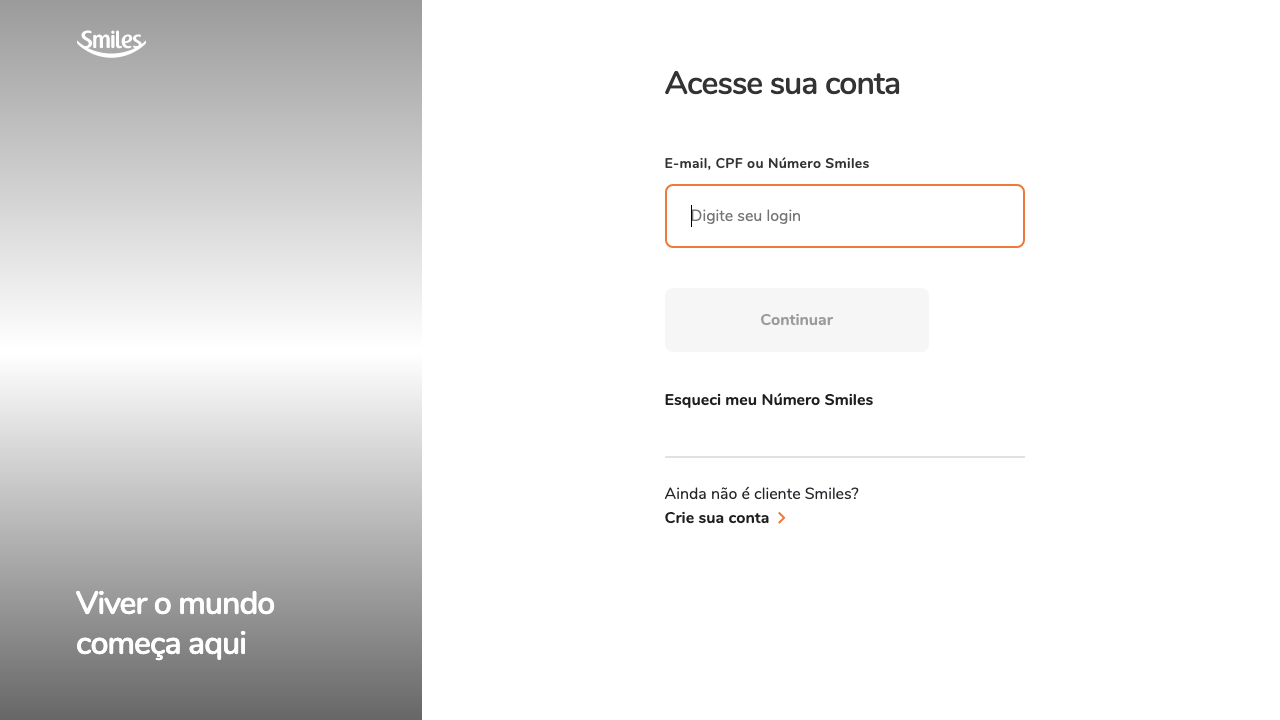 Smiles
Viver o mundo
começa aqui
Acesse sua conta
E-mail, CPF ou Número Smiles
Digite seu login
Continuar
Esqueci meu Número Smiles
Ainda não é cliente Smiles?
Crie sua conta